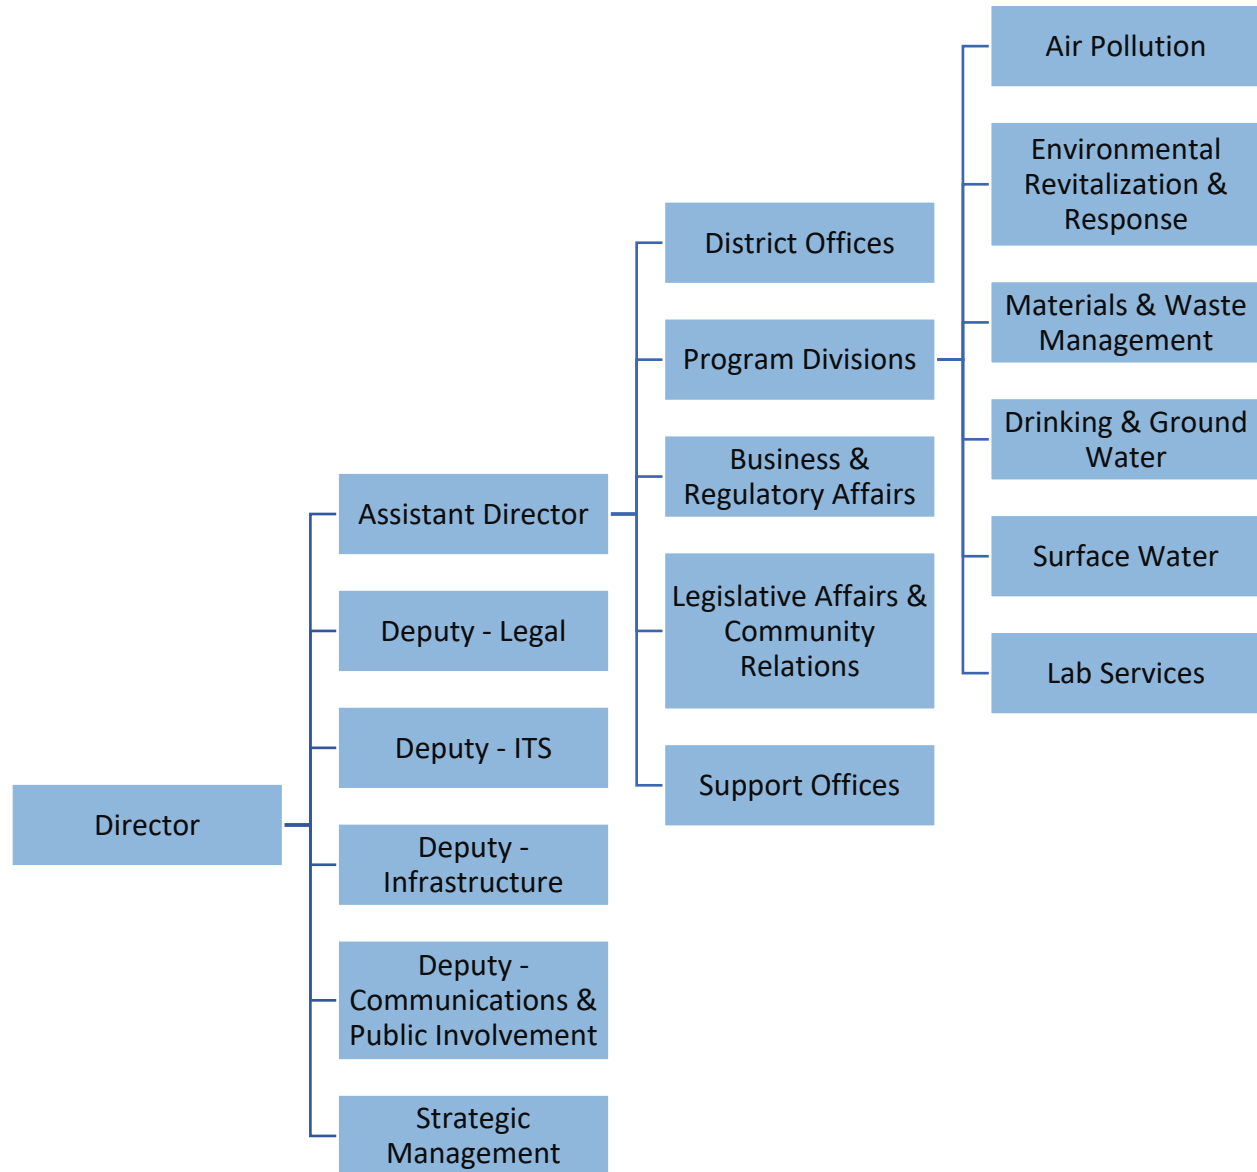 Director
Assistant Director
Deputy - Legal
Deputy - ITS
Deputy -
Infrastructure
Deputy -
Communications &
Public Involvement
Strategic
Management
District Offices
Program Divisions
Business &
Regulatory Affairs
Legislative Affairs &
Community
Relations
Support Offices
Air Pollution
Environmental
Revitalization &
Response
Materials & Waste
Management
Drinking & Ground
Water
Surface Water
Lab Services